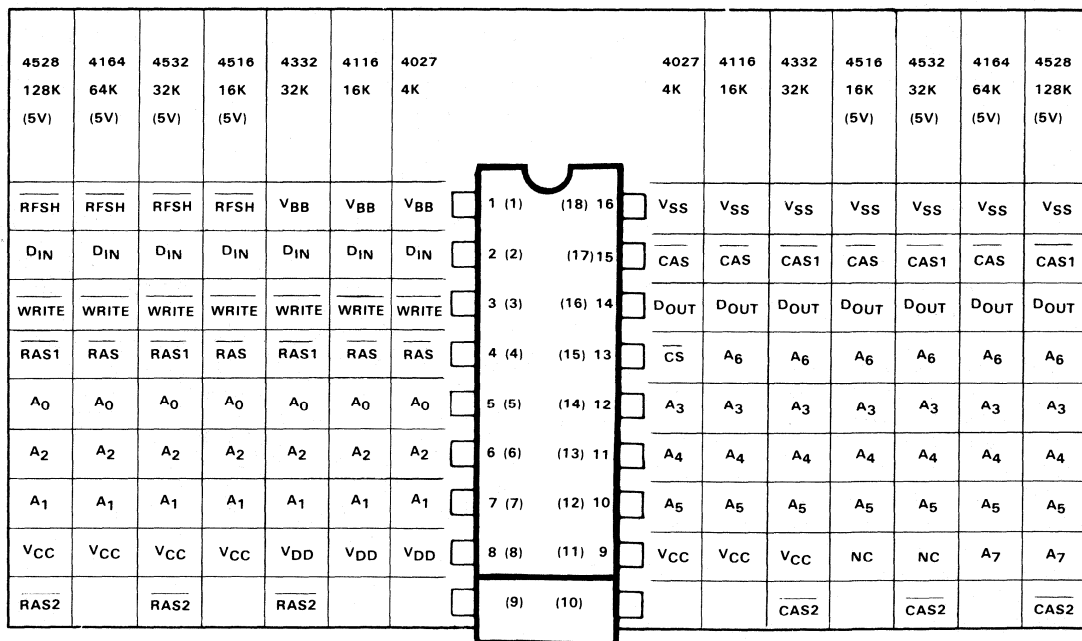 4528 4164 4532 4516 4332 4116 4027 4027 4116 4332 4516 4532 4164 4528
128K 64K 32K 16K 32K 16K 4K 4K 16K 32K 16K 32K 64K 128K
(5V) (5V) (5V) (5V) (5V) (5V) (5V) (5V)
RFSH RFSH RFSH RFSH VBB VBB VBB 1 (1) (18) 16 VSS VSS VSS VSS VSS VSS VSS
DIN DIN DIN DIN DIN DIN DIN 2 (2) (17) 15 CAS CAS CAS1 CAS CAS1 CAS CAS1
WRITE WRITE WRITE WRITE WRITE WRITE WRITE 3 (3) (16) 14 DOUT DOUT DOUT DOUT DOUT DOUT DOUT
RAS1 RAS RAS1 RAS RAS1 RAS RAS 4 (4) (15) 13 CS A6 A6 A6 A6 A6 A6
A0 A0 A0 A0 A0 A0 A0 5 (5) (14) 12 A3 A3 A3 A3 A3 A3 A3
A2 A2 A2 A2 A2 A2 A2 6 (6) (13) 11 A4 A4 A4 A4 A4 A4 A4
A1 A1 A1 A1 A1 A1 A1 7 (7) (12) 10 A5 A5 A5 A5 A5 A5 A5
VCC VCC VCC VCC VDD VDD VDD 8 (8) (11) 9 VCC VCC VCC NC NC A7 A7
RAS2 RAS2 RAS2 (9) (10) CAS2 CAS2 CAS2